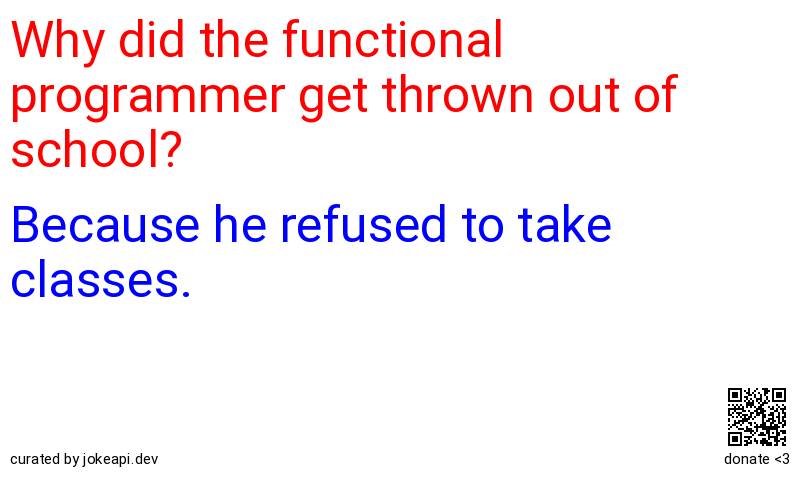 Why did the functional
programmer get thrown out of
school?
Because he refused to take
classes.
curated by jokeapi.dev
donate <3